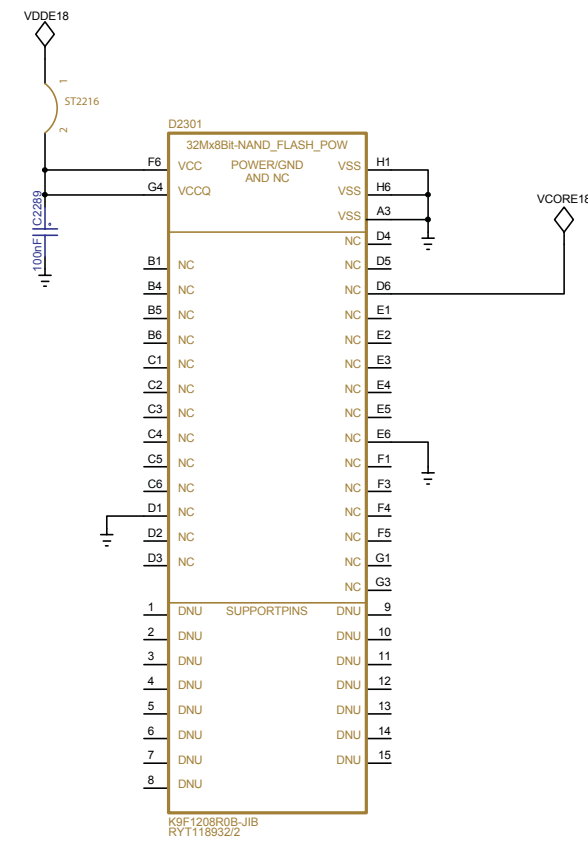 VDDE18
1
ST2216
2
D2301
32Mx8Bit-NAND_FLASH_POW
F6 VCC POWER/GND VSS H1
AND NC
G4 VCCQ VSS H6
VSS A3
C2289
100nF
VCORE18
NC D4
B1 NC NC D5
B4 NC NC D6
B5 NC NC E1
B6 NC NC E2
C1 NC NC E3
C2 NC NC E4
C3 NC NC E5
C4 NC NC E6
C5 NC NC F1
C6 NC NC F3
D1 NC NC F4
D2 NC NC F5
D3 NC NC G1
NC G3
1 DNU SUPPORTPINS DNU 9
2 DNU DNU 10
3 DNU DNU 11
4 DNU DNU 12
5 DNU DNU 13
6 DNU DNU 14
7 DNU DNU 15
8 DNU
K9F1208R0B-JIB
RYT118932/2